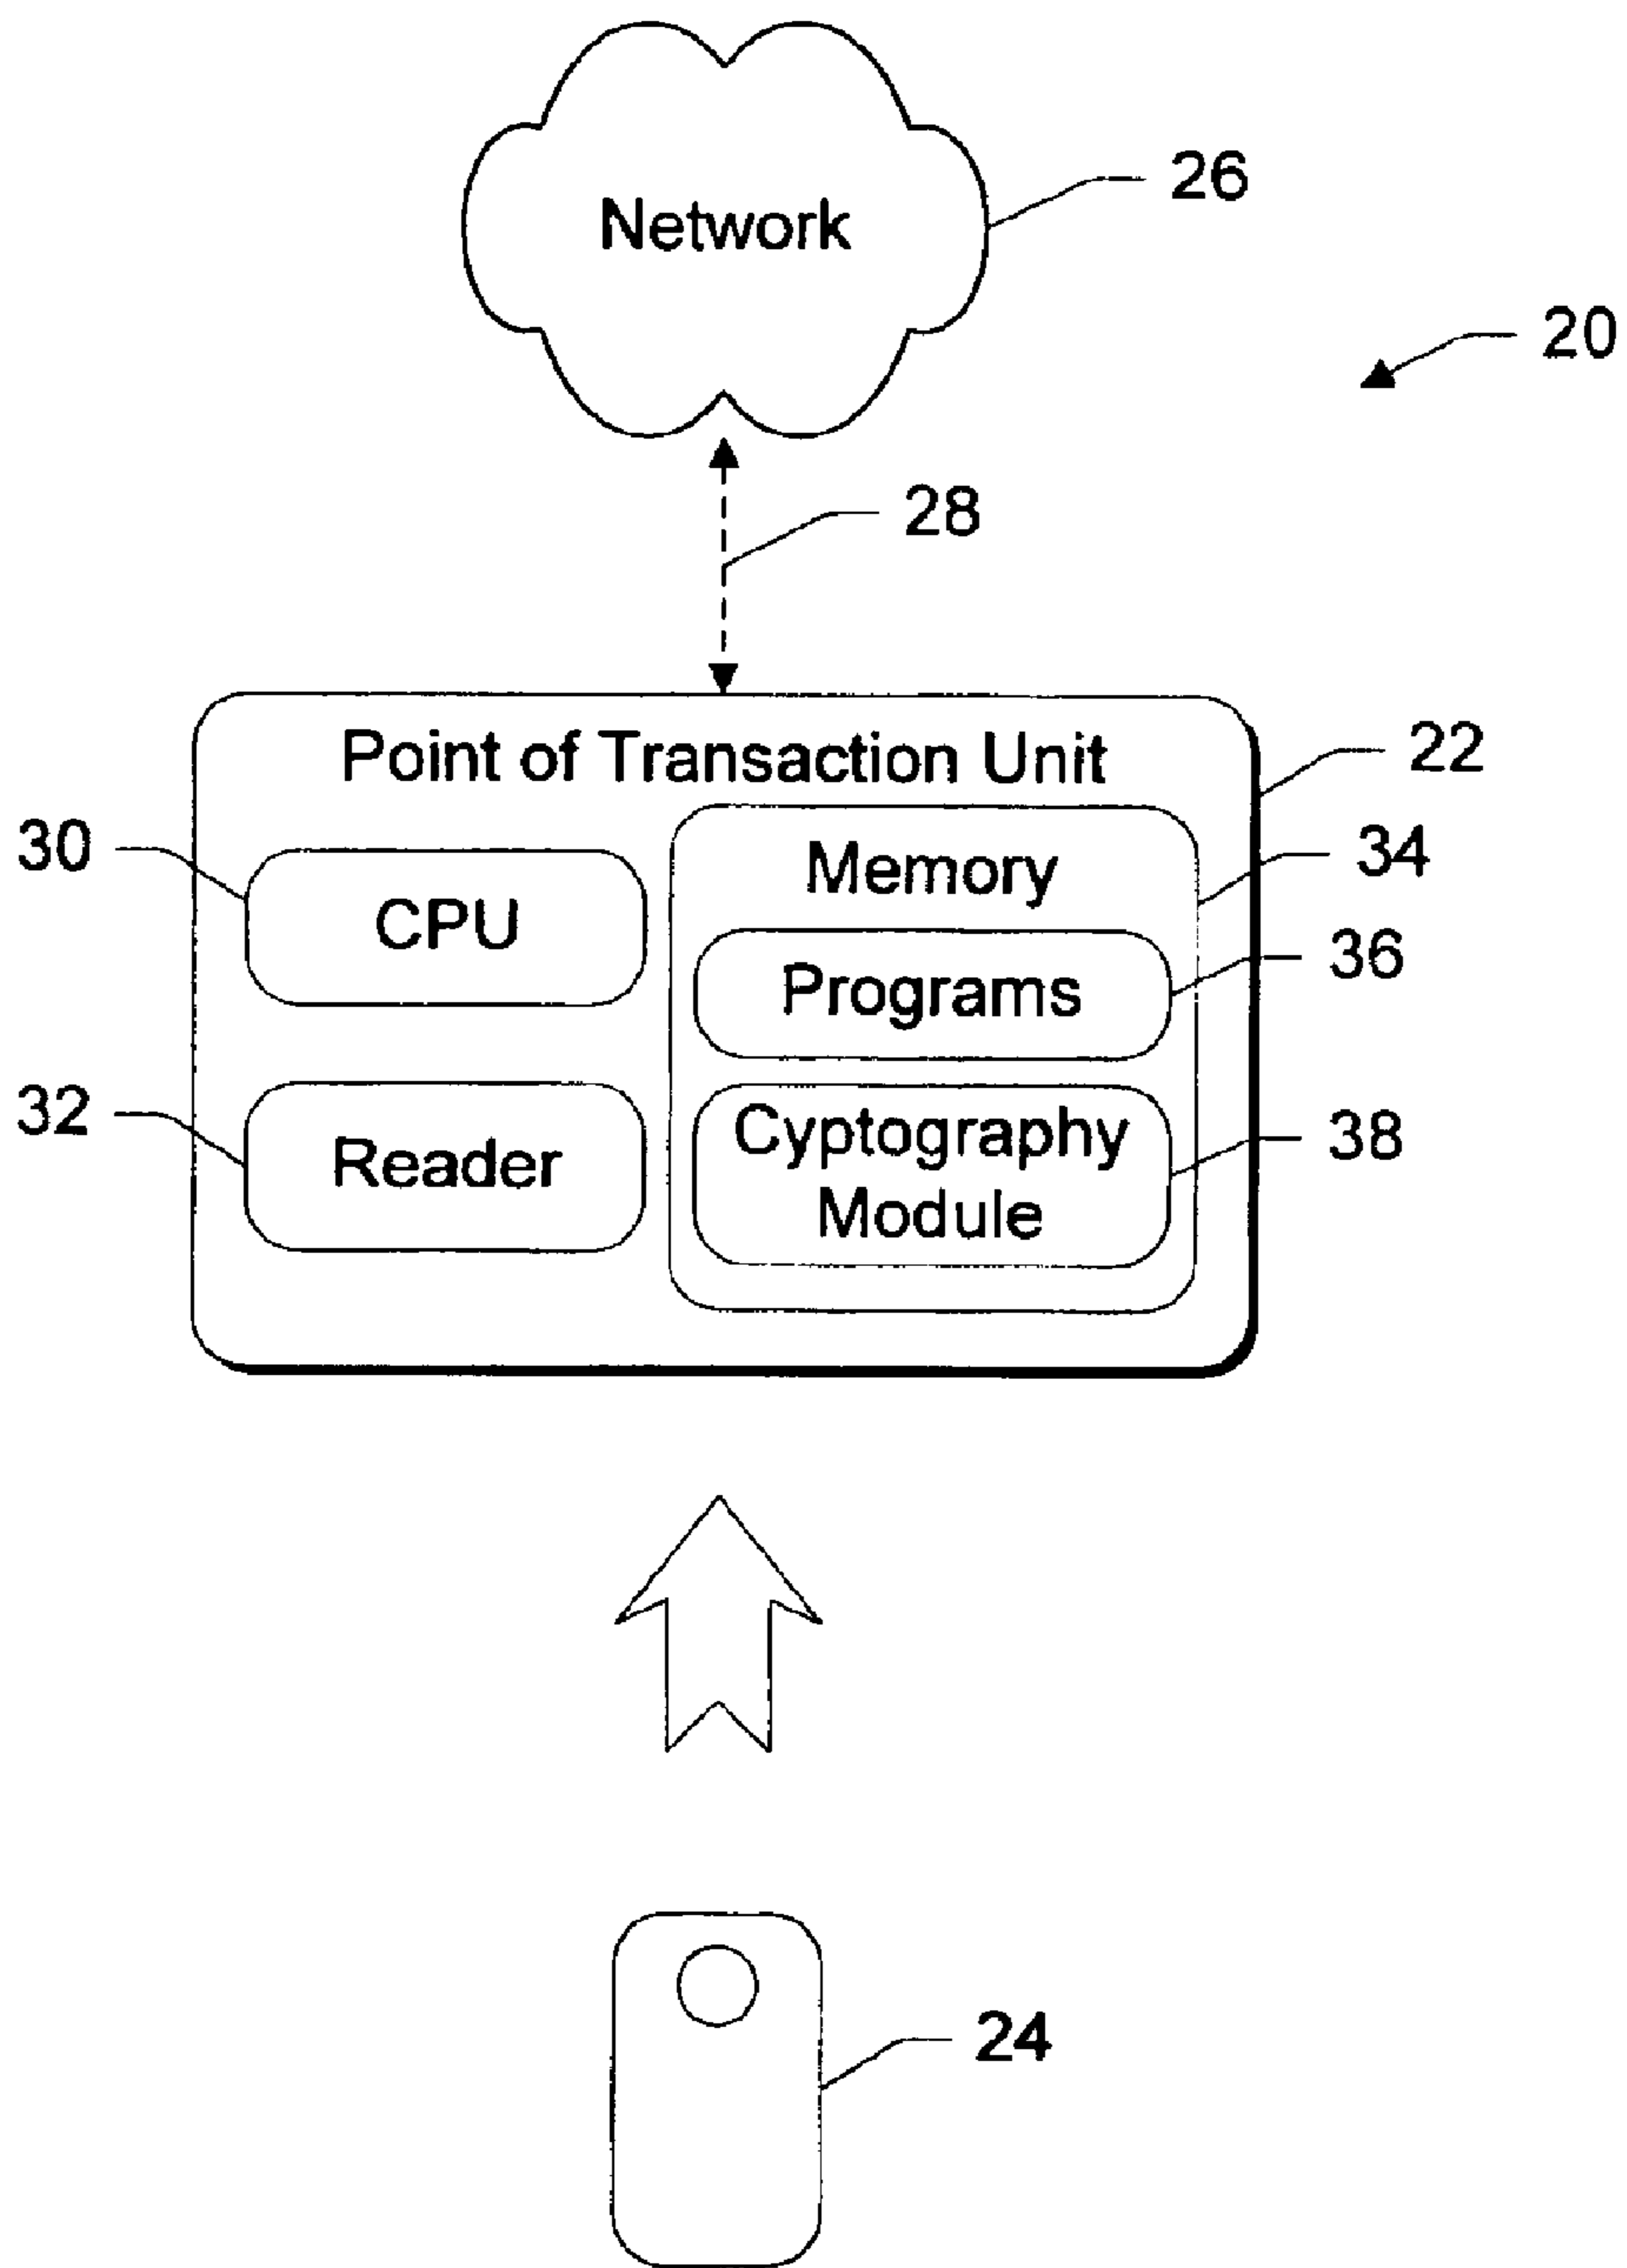 Network
26
20
28
Point of Transaction Unit
22
30
CPU
Memory
34
Programs
36
32
Reader
Cyptography
Module
38
24